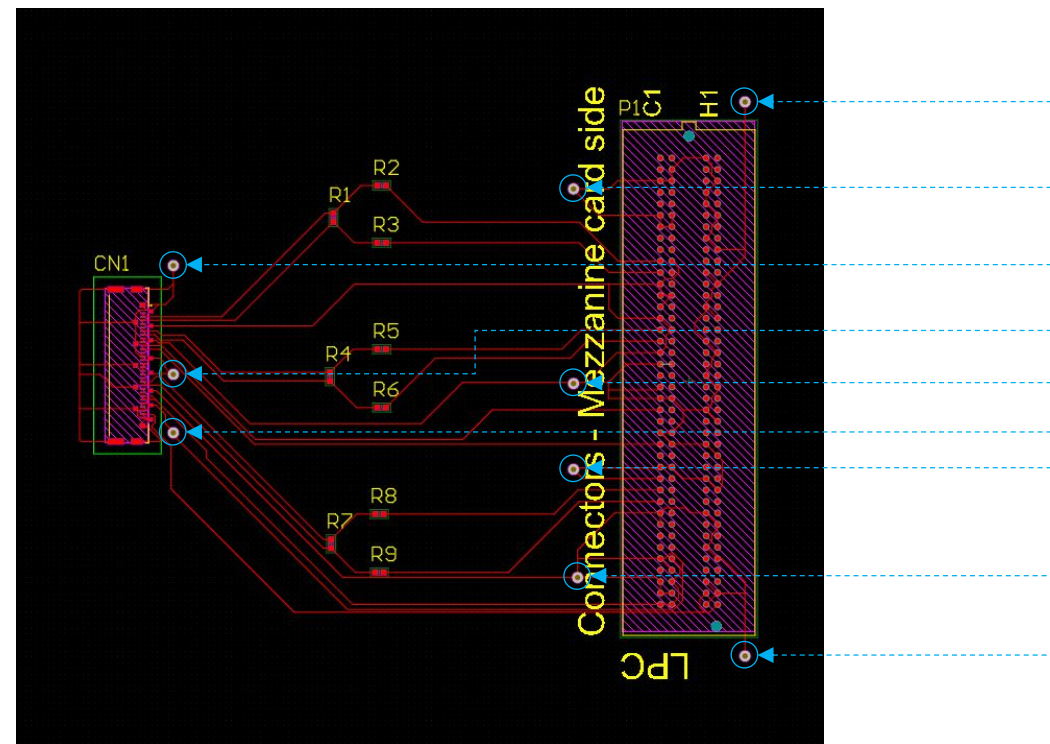 Connectors - Mezzanine card side
P1
C1
H1
R2
R1
R3
CN1
R5
R4
R6
R8
R7
R9
LPC